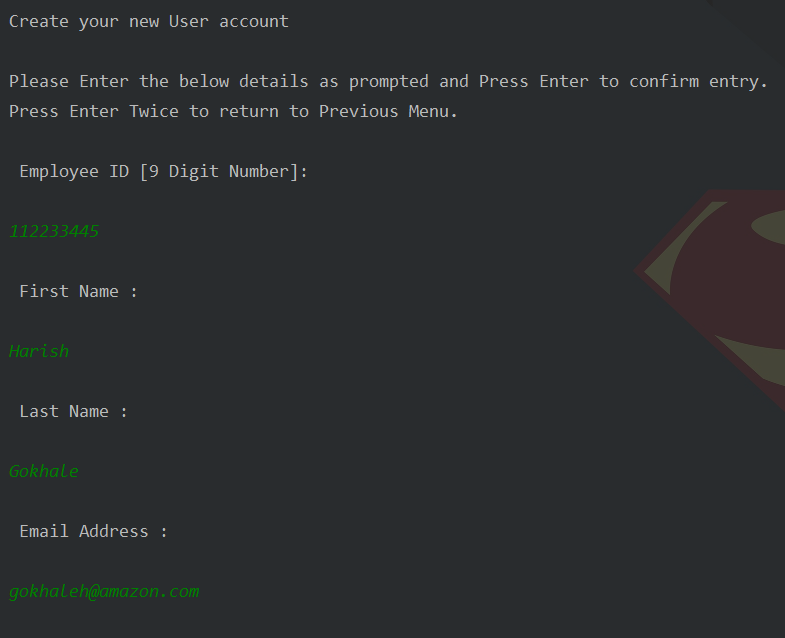 Create your new User account
Please Enter the below details as prompted and Press Enter to confirm entry.
Press Enter Twice to return to Previous Menu.
Employee ID [9 Digit Number]:
112233445
First Name :
Harish
Last Name :
Gokhale
Email Address :
gokhaleh@amazon.com